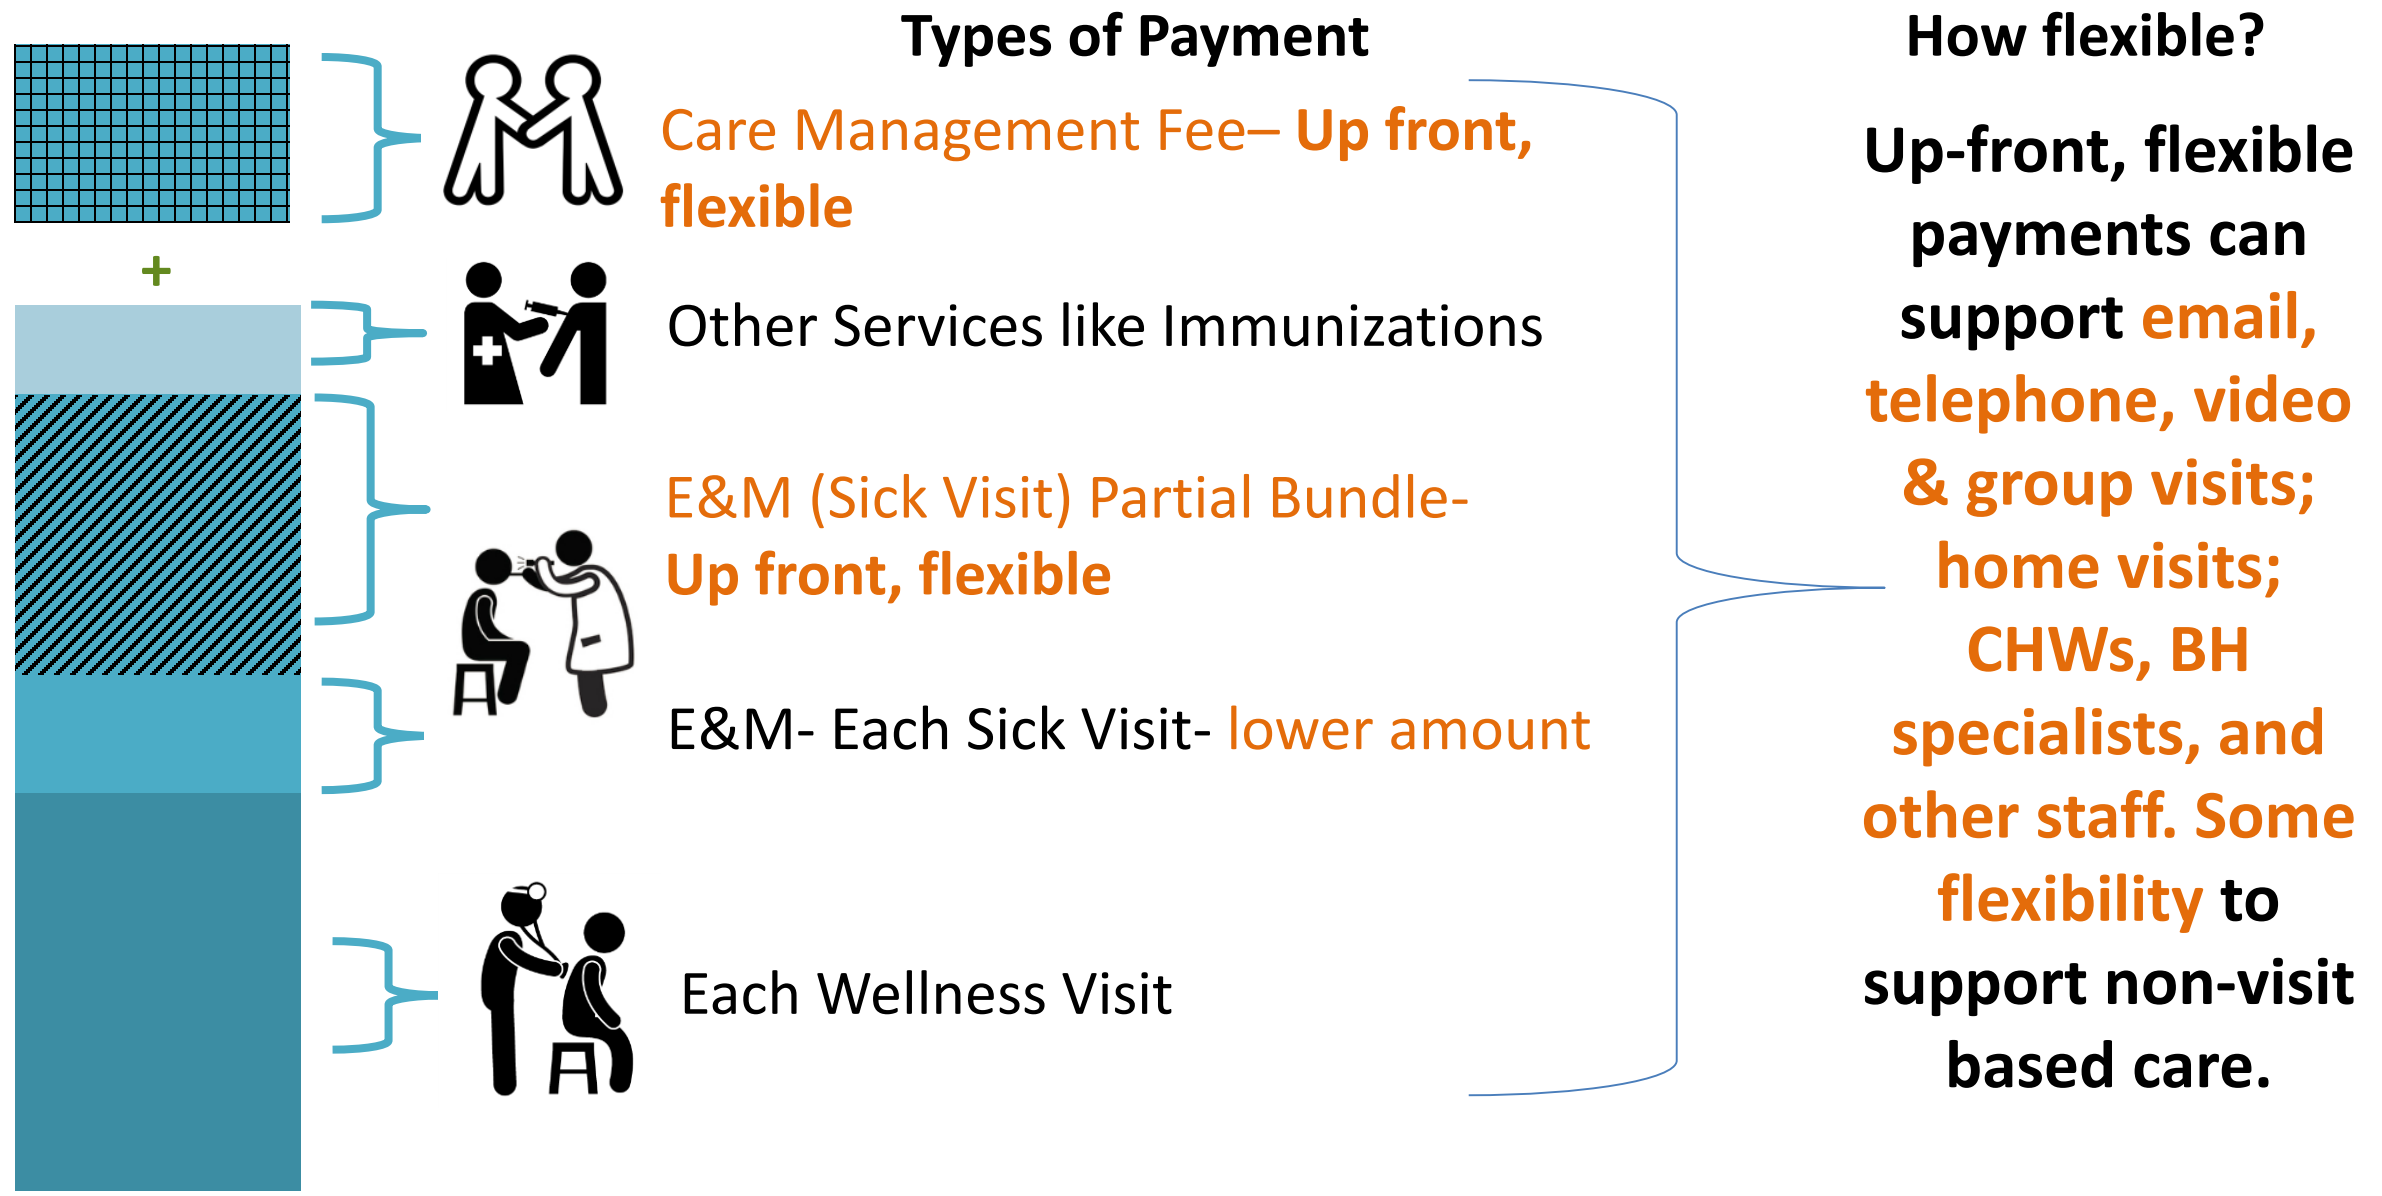 Types of Payment
Care Management Fee– Up front,
flexible
+
Other Services like Immunizations
E&M (Sick Visit) Partial Bundle-
Up front, flexible
E&M- Each Sick Visit- lower amount
Each Wellness Visit
How flexible?
Up-front, flexible
payments can
support email,
telephone, video
& group visits;
home visits;
CHWs, BH
specialists, and
other staff. Some
flexibility to
support non-visit
based care.